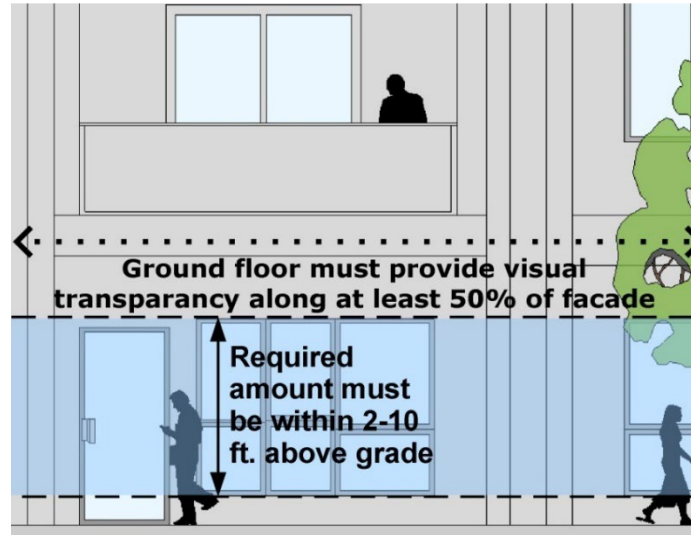 Ground floor must provide visual
transparancy along at least 50% of facade
Required
amount must
be within 2-10
ft. above grade